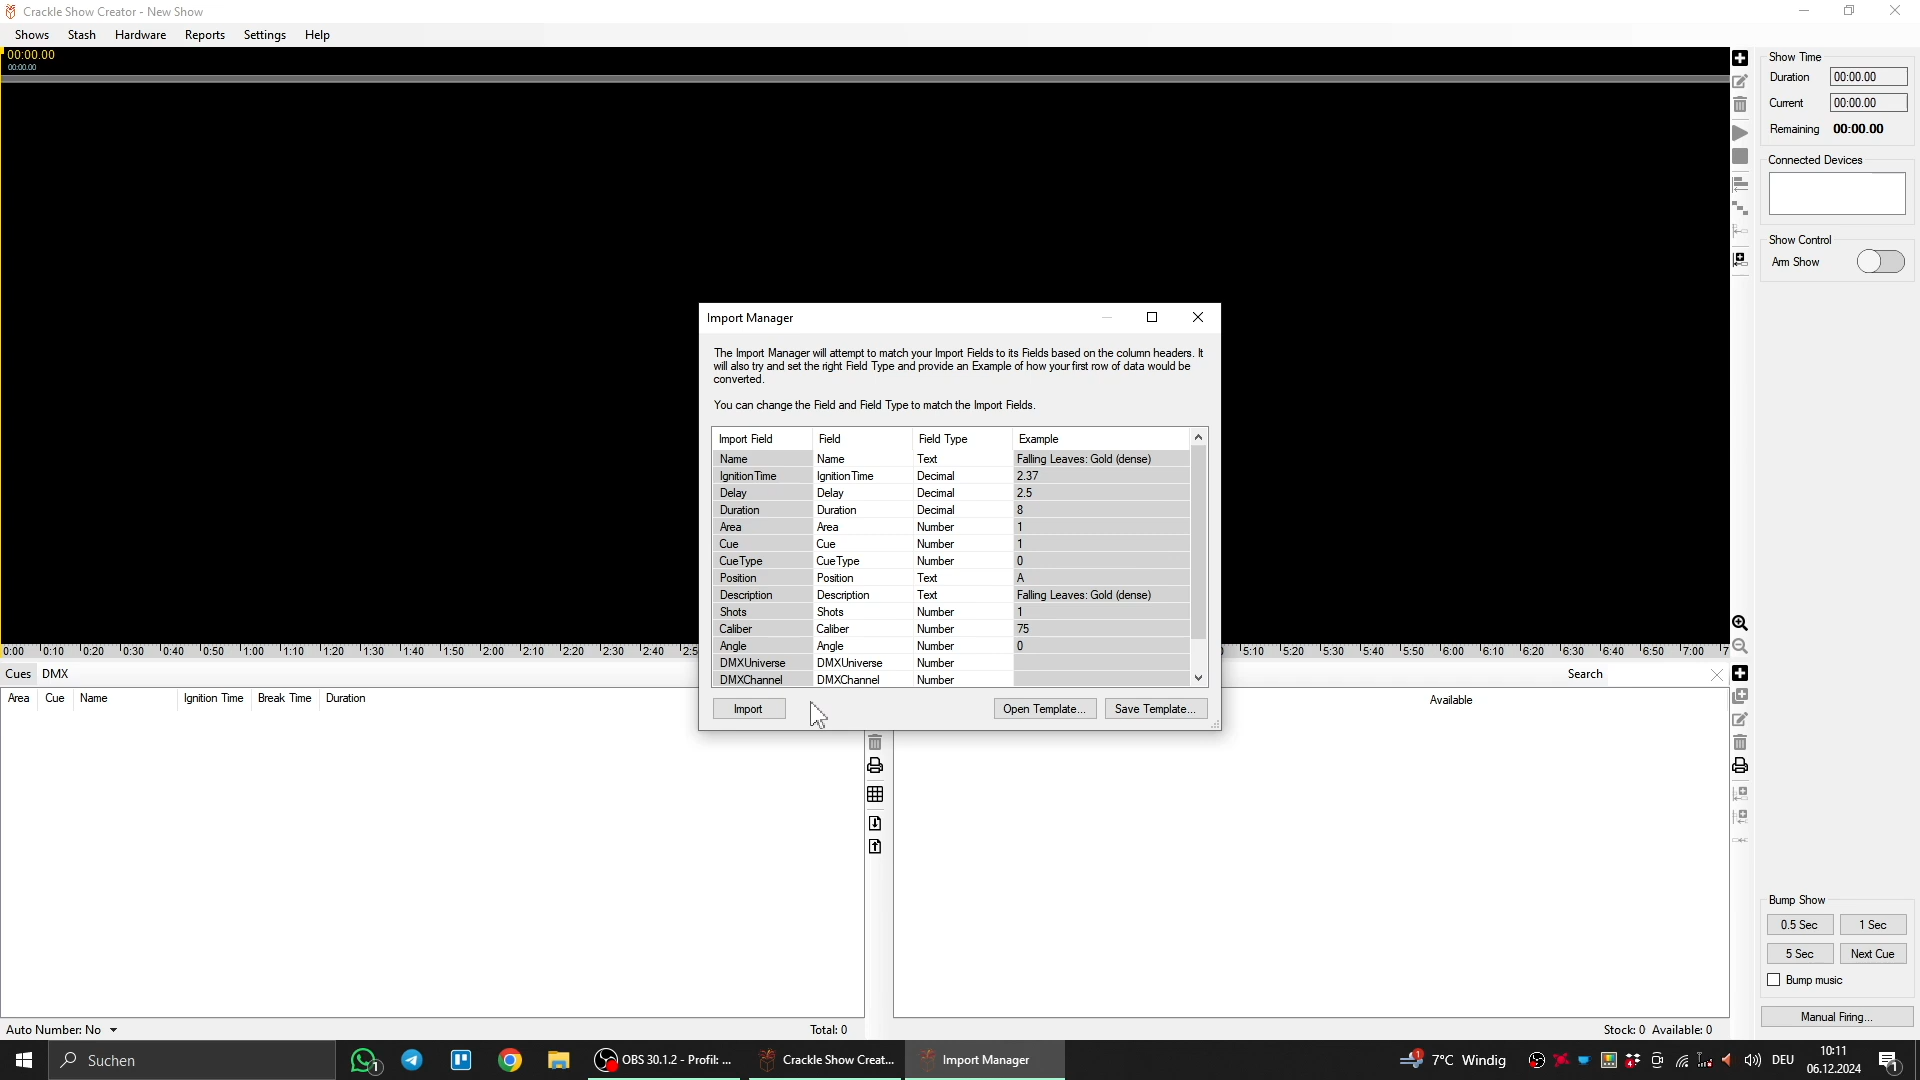 Crackle Show Creator - New Show
Shows Stash Hardware Reports Settings Help
00:00.00
00:00.00
Show Time
Duration 00:00.00
Current 00:00.00
Remaining 00:00.00
Connected Devices
Show Control
Arm Show
Import Manager
The Import Manager will attempt to match your Import Fields to its Fields based on the column headers. It
will also try and set the right Field Type and provide an Example of how your first row of data would be
converted.
You can change the Field and Field Type to match the Import Fields.
Import Field Field Field Type Example
Name Name Text Falling Leaves: Gold (dense)
IgnitionTime IgnitionTime Decimal 2.37
Delay Delay Decimal 2.5
Duration Duration Decimal 8
Area Area Number 1
Cue Cue Number 1
CueType CueType Number 0
Position Position Text A
Description Description Text Falling Leaves: Gold (dense)
Shots Shots Number 1
Caliber Caliber Number 75
Angle Angle Number 0
DMXUniverse DMXUniverse Number
DMXChannel DMXChannel Number
Import Open Template... Save Template...
0:00 0:10 0:20 0:30 0:40 0:50 1:00 1:10 1:20 1:30 1:40 1:50 2:00 2:10 2:20 2:30 2:40 2:5 5:10 5:20 5:30 5:40 5:50 6:00 6:10 6:20 6:30 6:40 6:50 7:00 7
Cues DMX Search
Area Cue Name Ignition Time Break Time Duration Available
Auto Number: No Total: 0 Stock: 0 Available: 0
Bump Show
0.5 Sec 1 Sec
5 Sec Next Cue
Bump music
Manual Firing...
Suchen 1 OBS 30.1.2 - Profil: ... Crackle Show Creat... Import Manager 1 7°C Windig DEU 10:11 1
06.12.2024